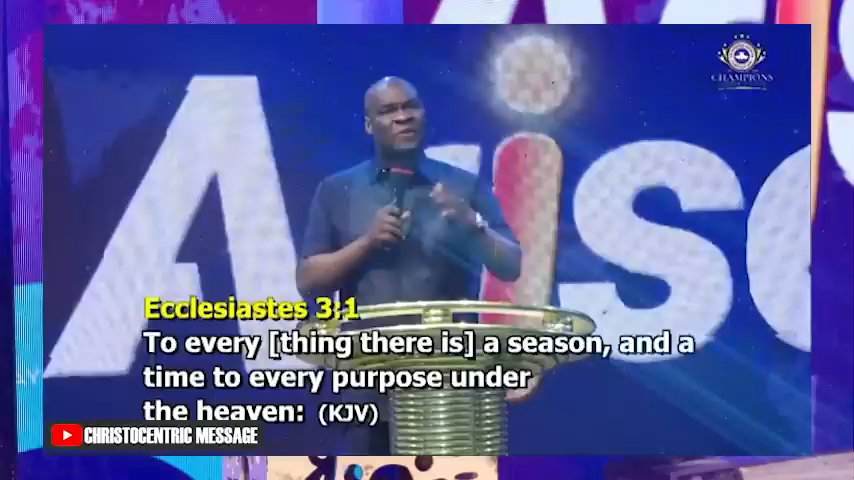 CHAMPIONS
Arise
Ecclesiastes 3:1
To every [thing there is] a season, and a
time to every purpose under
the heaven: (KJV)
CHRISTOCENTRIC MESSAGE